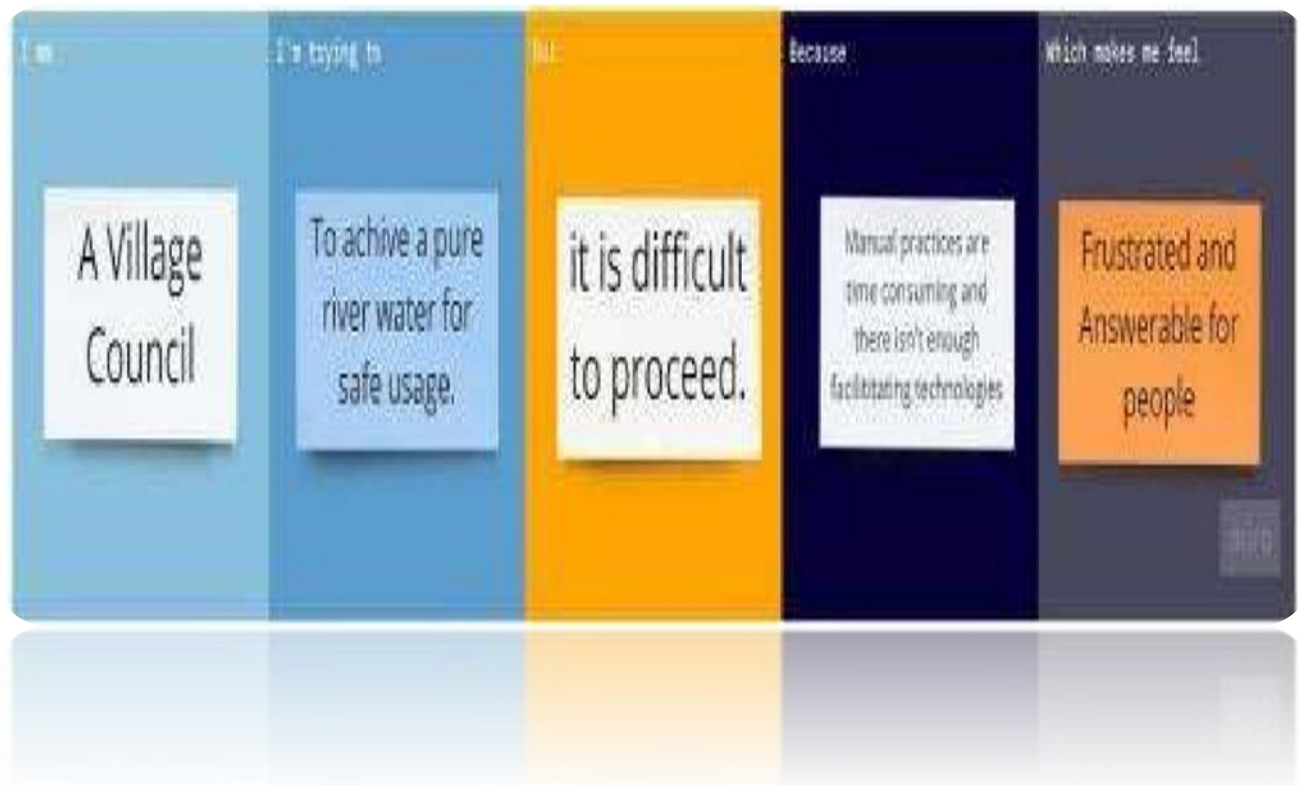 I am
I'm trying to
But
Because
Which makes me feel
A Village
Council
To achive a pure
river water for
safe usage.
it is difficult
to proceed.
Manual practices are
time consuming and
there isn't enough
facilititating technologies
Frustrated and
Answerable for
people
miro